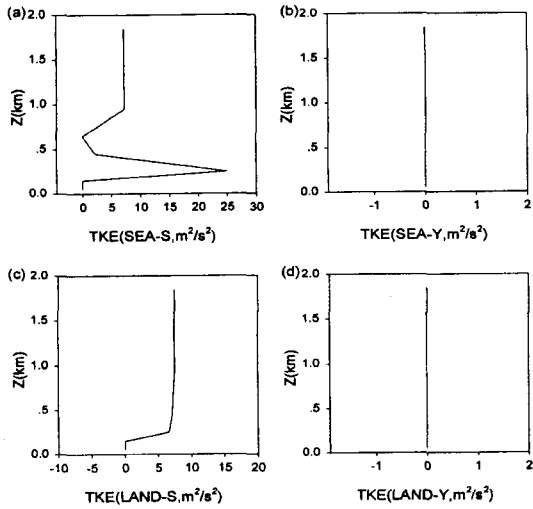 (a)
2.0
1.5
1.0
.5
0.0
Z(km)
0 5 10 15 20 25 30
TKE(SEA-S,m²/s²)
(b)
2.0
1.5
1.0
.5
0.0
Z(km)
-1 0 1 2
TKE(SEA-Y,m²/s²)
(c)
2.0
1.5
1.0
.5
0.0
Z(km)
-10 -5 0 5 10 15 20
TKE(LAND-S,m²/s²)
(d)
2.0
1.5
1.0
.5
0.0
Z(km)
-1 0 1 2
TKE(LAND-Y,m²/s²)